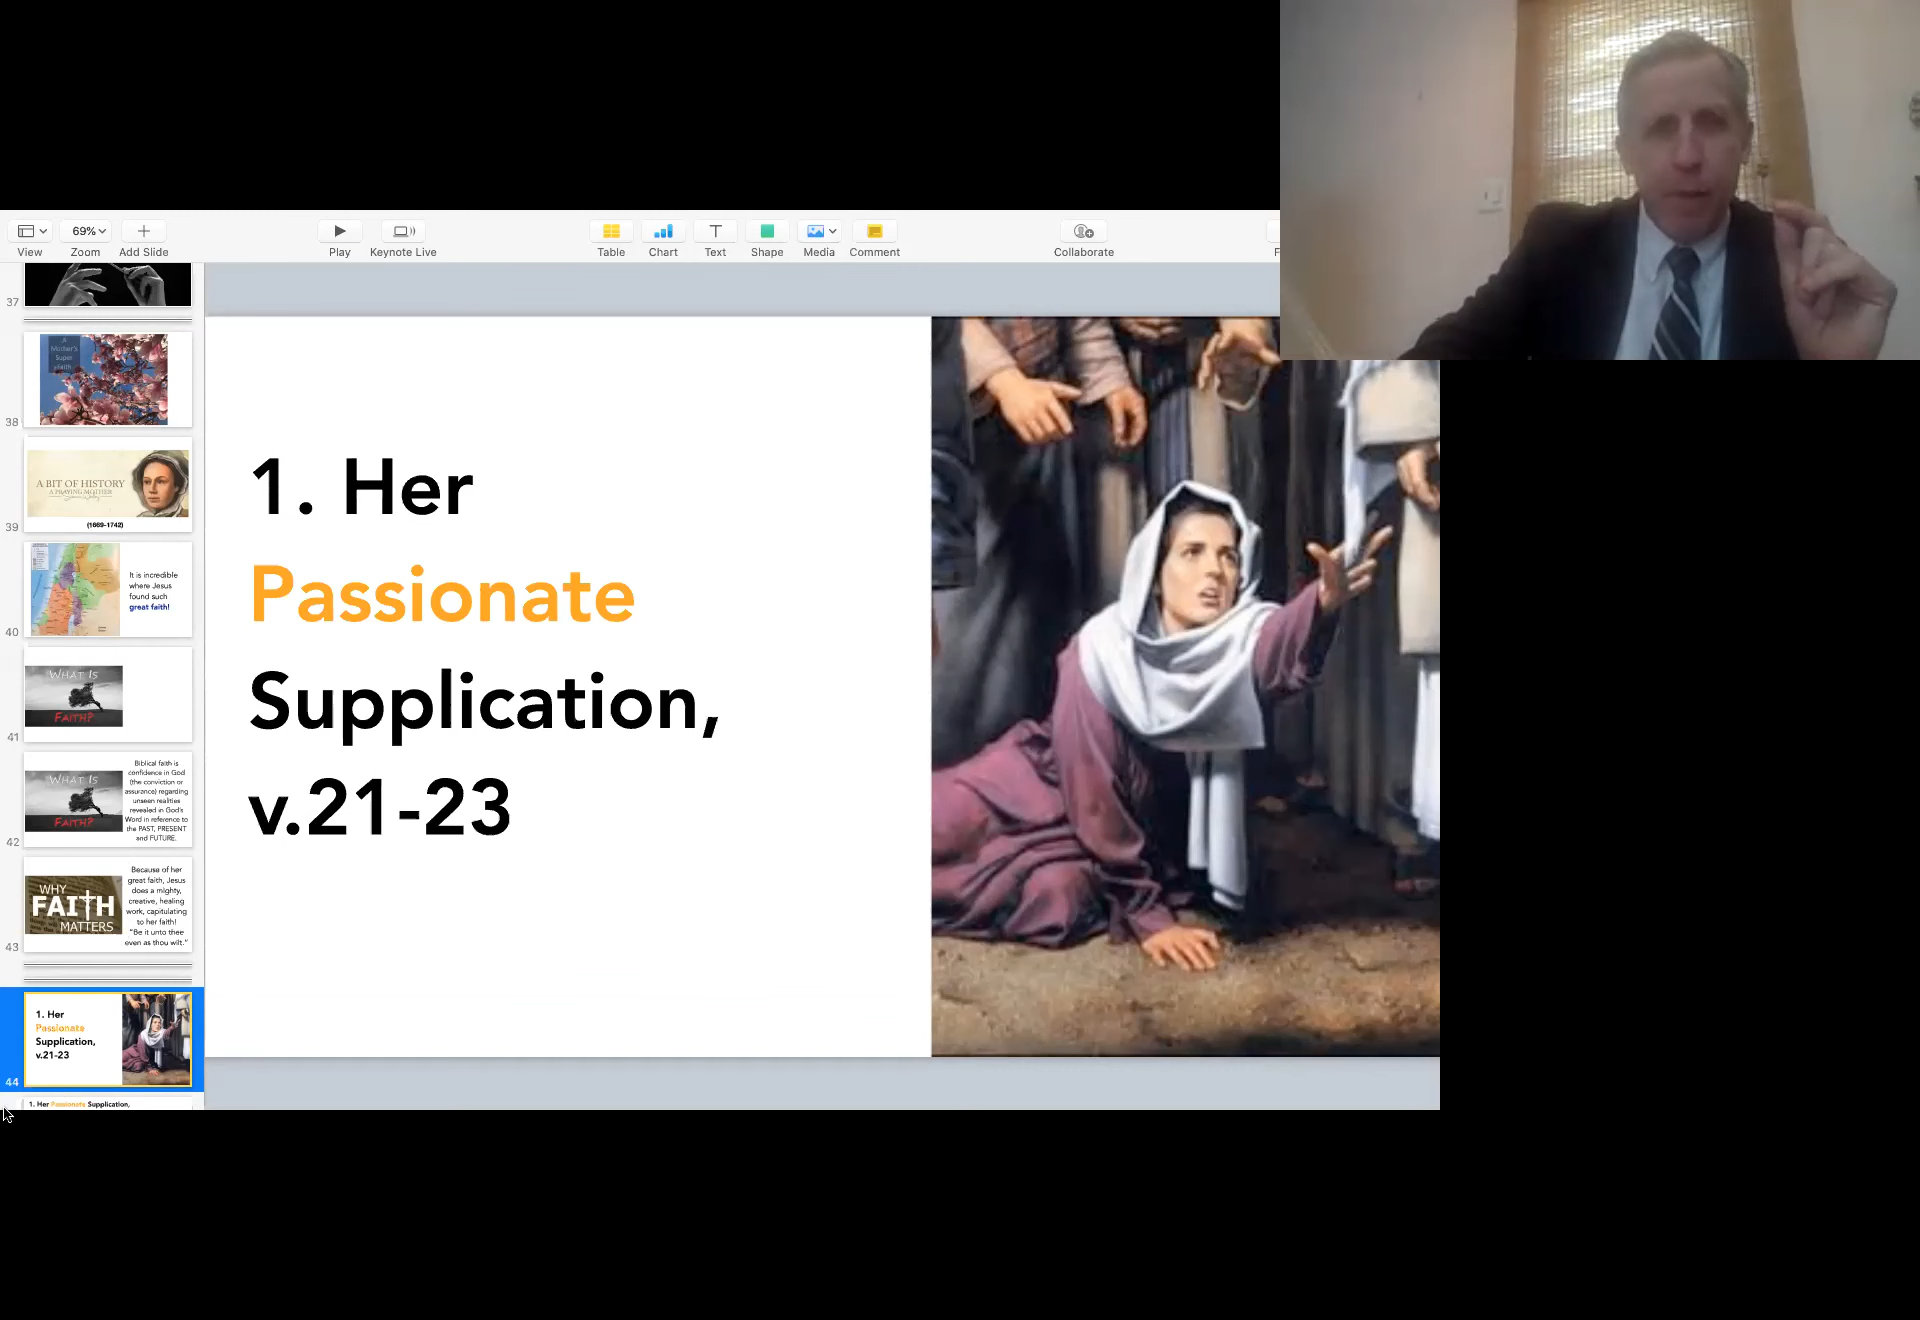 69%
View
Zoom
Add Slide
Play
Keynote Live
Table
Chart
Text
Shape
Media
Comment
Collaborate
F
37
A
Mother's
Super
38
A BIT OF HISTORY
A PRAYING MOTHER
(1669-1742)
39
It is incredible
where Jesus
found such
great faith!
40
WHAT IS
FAITH?
41
WHAT IS
FAITH?
Biblical faith is
confidence in God
(the conviction or
assurance) regarding
unseen realities
revealed in God's
Word in reference to
the PAST, PRESENT
and FUTURE.
42
WHY
FAITH
MATTERS
Because of her
great faith, Jesus
does a mighty,
creative, healing
work, capitulating
to her faith!
"Be it unto thee
even as thou wilt."
43
1. Her
Passionate
Supplication,
v.21-23
44
1. Her Passionate Supplication,
1. Her
Passionate
Supplication,
v.21-23